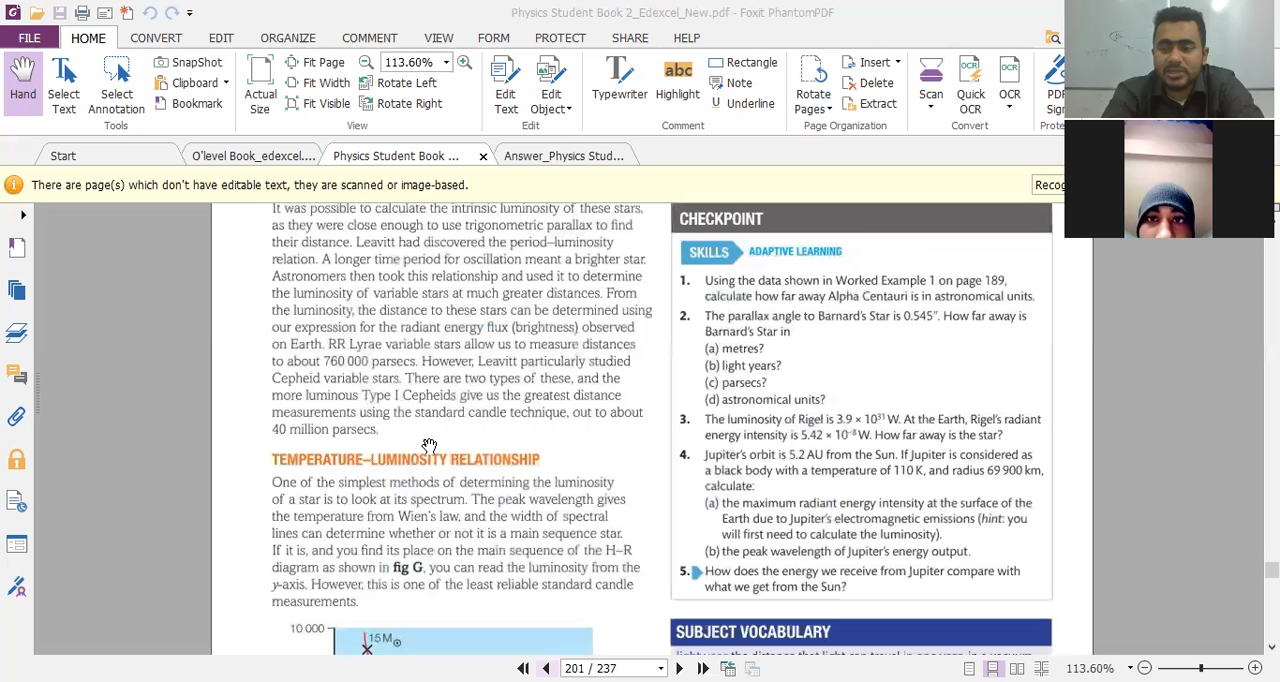 Physics Student Book 2_Edexcel_New.pdf - Foxit PhantomPDF
FILE HOME CONVERT EDIT ORGANIZE COMMENT VIEW FORM PROTECT SHARE HELP
Hand
Select Text
Select Annotation
SnapShot
Clipboard
Bookmark
Tools
Actual Size
Fit Page
Fit Width
Fit Visible
113.60%
Rotate Left
Rotate Right
View
Edit Text
Edit Object
Edit
Typewriter
Highlight
Rectangle
Note
Underline
Comment
Rotate Pages
Insert
Delete
Extract
Page Organization
Scan
Quick OCR
OCR
Convert
PDF
Sign
Prote
Start
O'level Book_edexcel....
Physics Student Book ...
Answer_Physics Stud...
There are page(s) which don't have editable text, they are scanned or image-based.
Recog
It was possible to calculate the intrinsic luminosity of these stars,
as they were close enough to use trigonometric parallax to find
their distance. Leavitt had discovered the period–luminosity
relation. A longer time period for oscillation meant a brighter star.
Astronomers then took this relationship and used it to determine
the luminosity of variable stars at much greater distances. From
the luminosity, the distance to these stars can be determined using
our expression for the radiant energy flux (brightness) observed
on Earth. RR Lyrae variable stars allow us to measure distances
to about 760 000 parsecs. However, Leavitt particularly studied
Cepheid variable stars. There are two types of these, and the
more luminous Type I Cepheids give us the greatest distance
measurements using the standard candle technique, out to about
40 million parsecs.
TEMPERATURE–LUMINOSITY RELATIONSHIP
One of the simplest methods of determining the luminosity
of a star is to look at its spectrum. The peak wavelength gives
the temperature from Wien's law, and the width of spectral
lines can determine whether or not it is a main sequence star.
If it is, and you find its place on the main sequence of the H–R
diagram as shown in fig G, you can read the luminosity from the
y-axis. However, this is one of the least reliable standard candle
measurements.
10 000
15 M⊙
CHECKPOINT
SKILLS ADAPTIVE LEARNING
1. Using the data shown in Worked Example 1 on page 189,
calculate how far away Alpha Centauri is in astronomical units.
2. The parallax angle to Barnard's Star is 0.545″. How far away is
Barnard's Star in
(a) metres?
(b) light years?
(c) parsecs?
(d) astronomical units?
3. The luminosity of Rigel is 3.9 × 10³¹ W. At the Earth, Rigel's radiant
energy intensity is 5.42 × 10⁻⁸ W. How far away is the star?
4. Jupiter's orbit is 5.2 AU from the Sun. If Jupiter is considered as
a black body with a temperature of 110 K, and radius 69 900 km,
calculate:
(a) the maximum radiant energy intensity at the surface of the
Earth due to Jupiter's electromagnetic emissions (hint: you
will first need to calculate the luminosity).
(b) the peak wavelength of Jupiter's energy output.
5. How does the energy we receive from Jupiter compare with
what we get from the Sun?
SUBJECT VOCABULARY
light year the distance that light can travel in one year, in a vacuum
201 / 237
113.60%